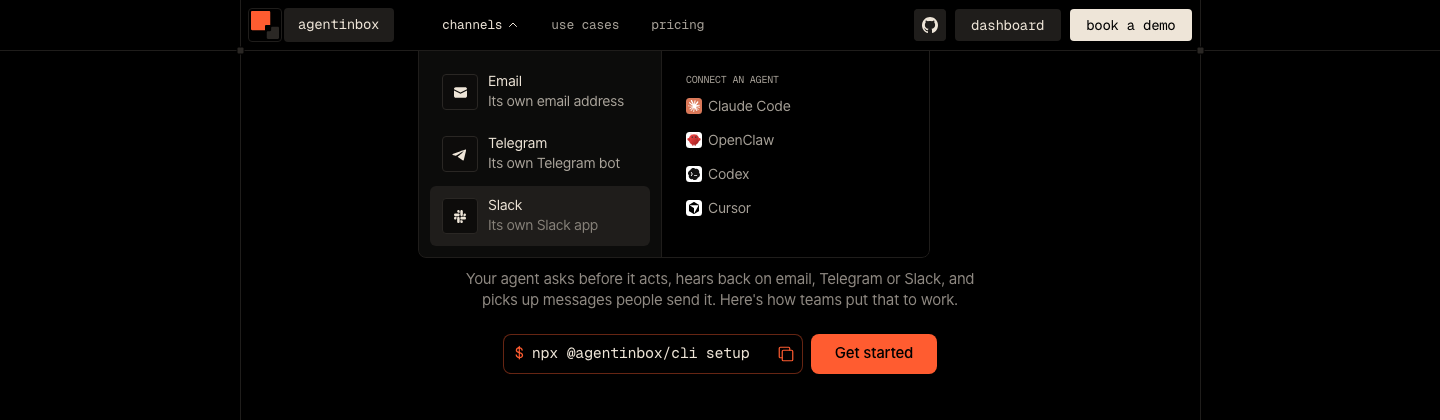 agentinbox
channels
use cases
pricing
dashboard
book a demo
Email
Its own email address
Telegram
Its own Telegram bot
Slack
Its own Slack app
CONNECT AN AGENT
Claude Code
OpenClaw
Codex
Cursor
Your agent asks before it acts, hears back on email, Telegram or Slack, and
picks up messages people send it. Here's how teams put that to work.
$ npx @agentinbox/cli setup
Get started